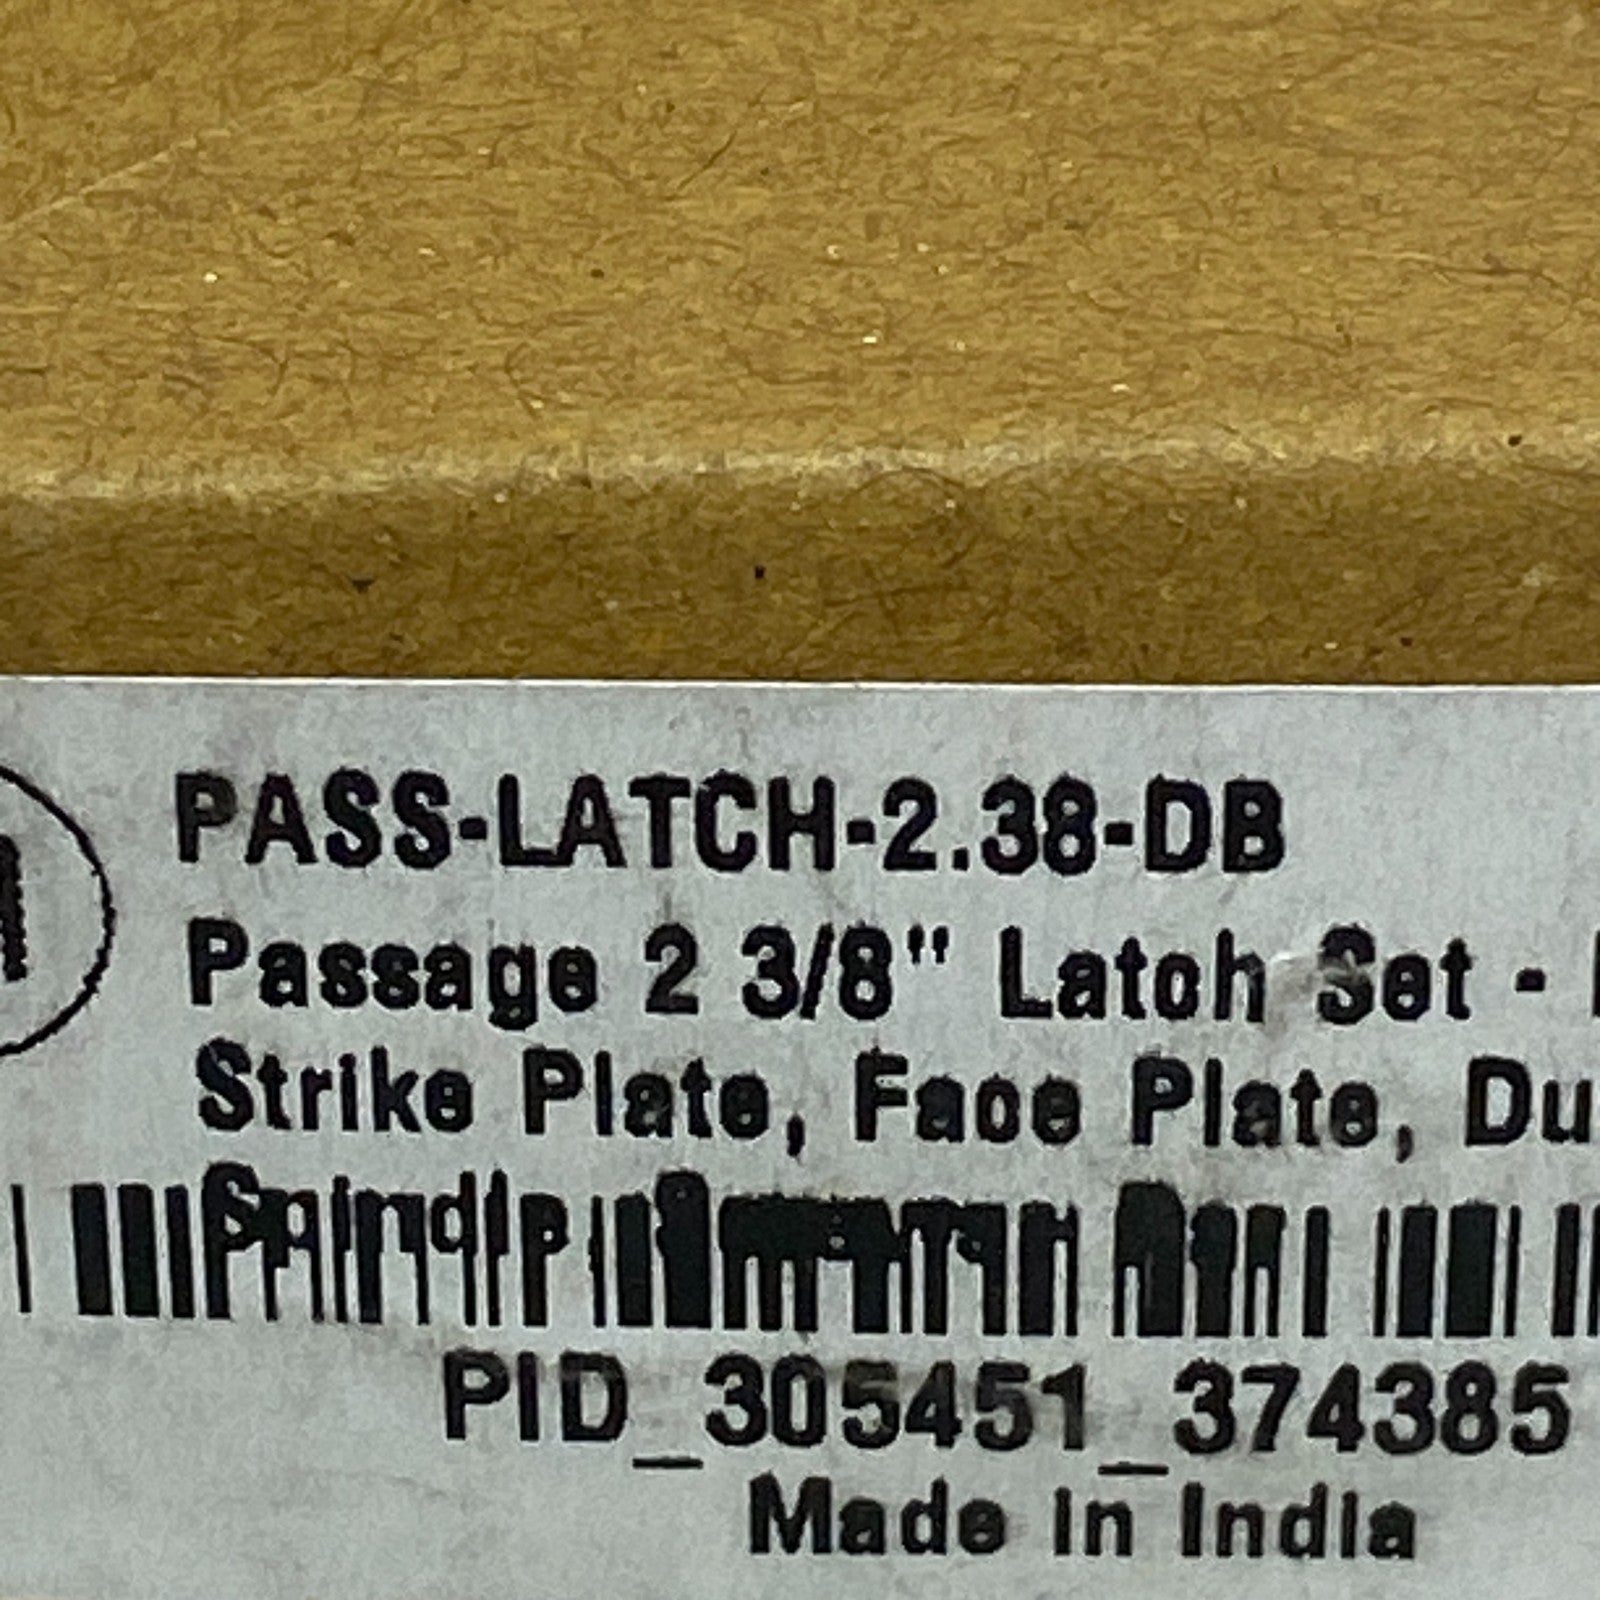 PASS-LATCH-2.38-DB
Passage 2 3/8" Latch Set -
Strike Plate, Face Plate, Du
Spindle
PID_305451_374385
Made in India